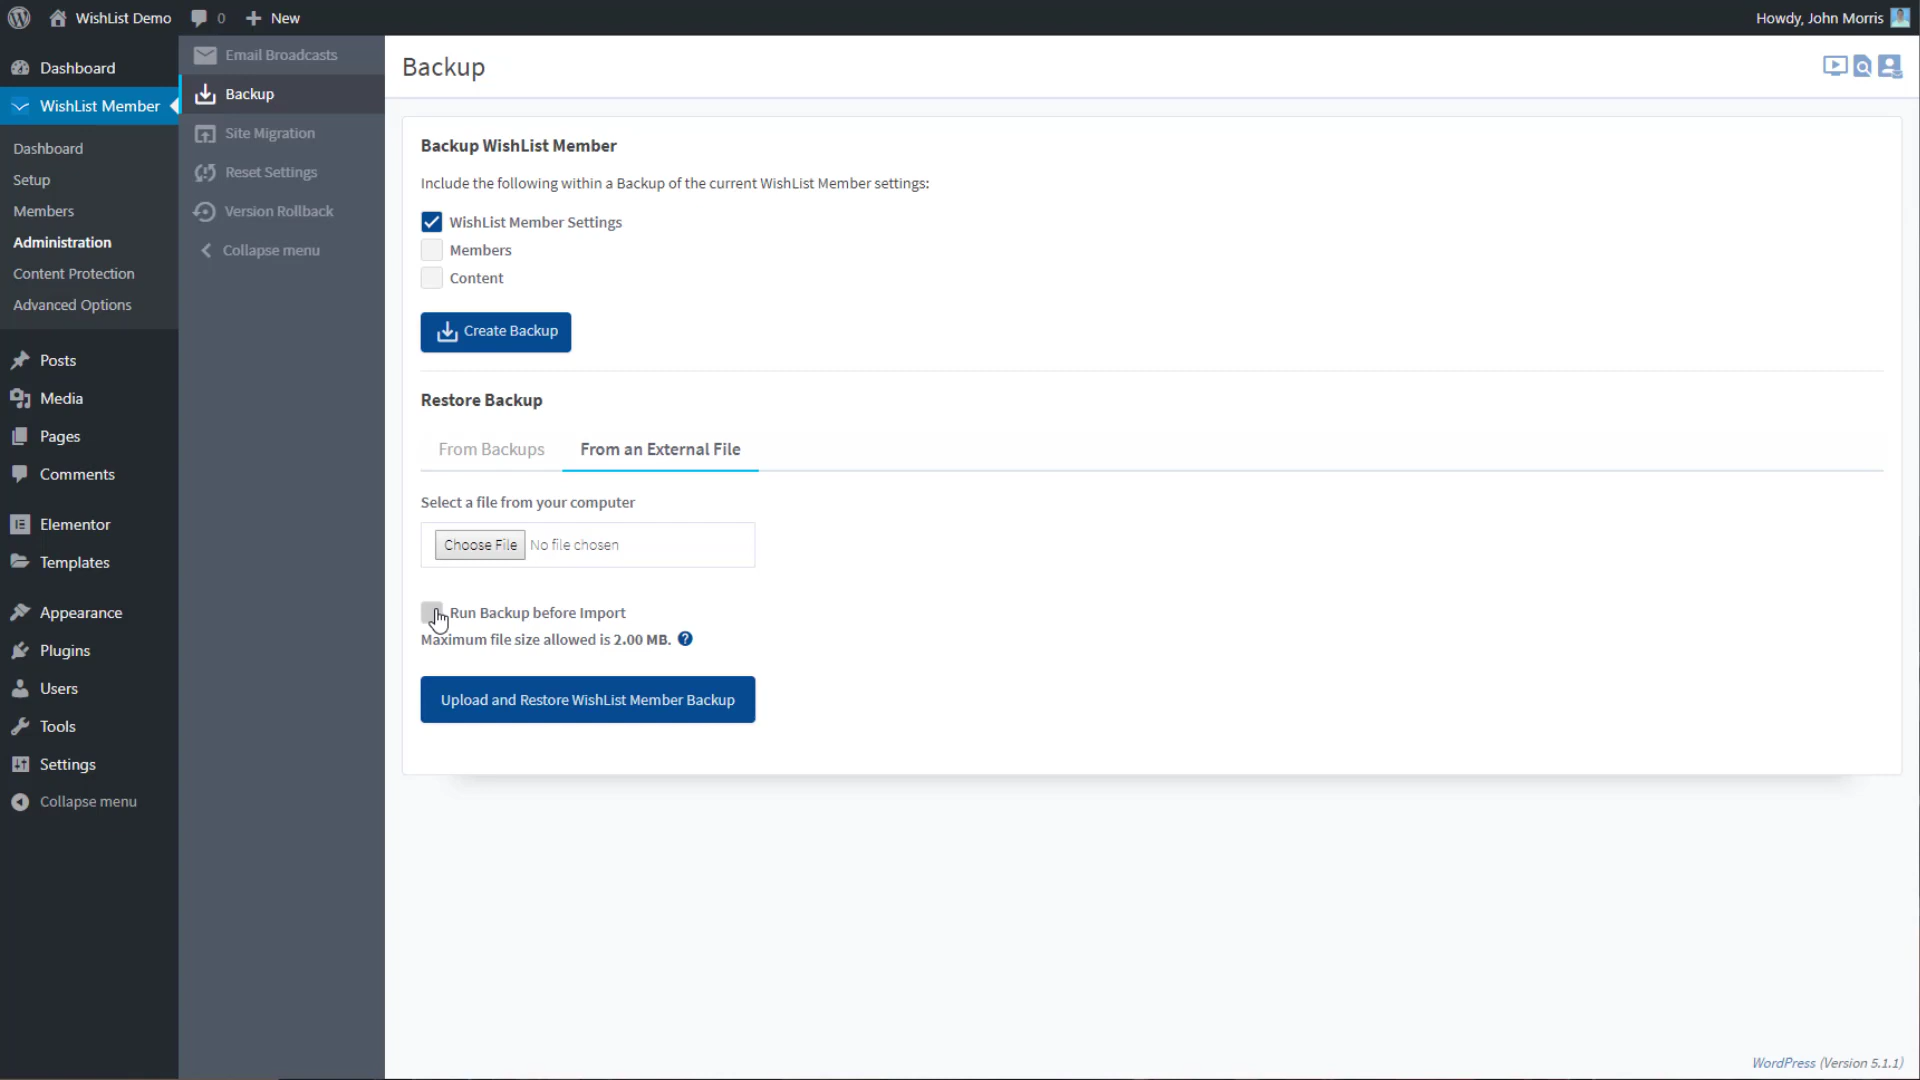 WishList Demo 0 New Howdy, John Morris
Dashboard
WishList Member
Dashboard
Setup
Members
Administration
Content Protection
Advanced Options
Posts
Media
Pages
Comments
Elementor
Templates
Appearance
Plugins
Users
Tools
Settings
Collapse menu
Email Broadcasts
Backup
Site Migration
Reset Settings
Version Rollback
Collapse menu
Backup
Backup WishList Member
Include the following within a Backup of the current WishList Member settings:
WishList Member Settings
Members
Content
Create Backup
Restore Backup
From Backups From an External File
Select a file from your computer
Choose File No file chosen
Run Backup before Import
Maximum file size allowed is 2.00 MB. ?
Upload and Restore WishList Member Backup
WordPress (Version 5.1.1)